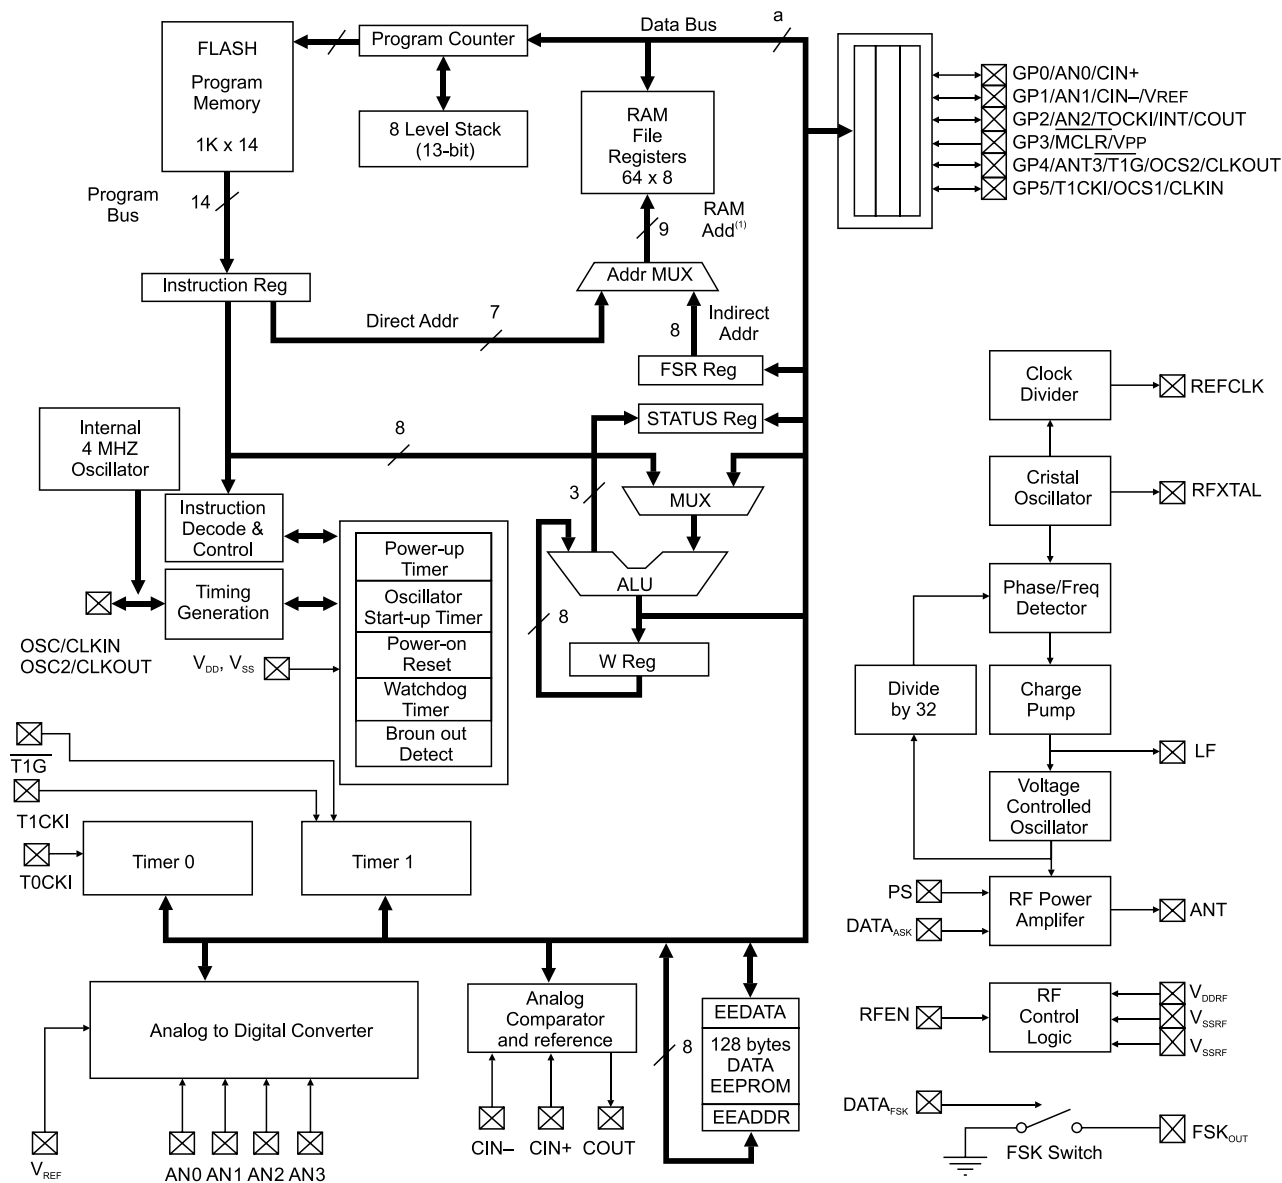 FLASH
Program
Memory
1K x 14
Program Counter
8 Level Stack
(13-bit)
Data Bus
a
RAM
File
Registers
64 x 8
GP0/AN0/CIN+
GP1/AN1/CIN–/VREF
GP2/AN2/TOCKI/INT/COUT
GP3/MCLR/VPP
GP4/ANT3/T1G/OCS2/CLKOUT
GP5/T1CKI/OCS1/CLKIN
Program
Bus
14
RAM
Add(1)
9
Addr MUX
Instruction Reg
Direct Addr
7
Indirect
Addr
8
FSR Reg
STATUS Reg
Internal
4 MHZ
Oscillator
8
3
MUX
Instruction
Decode &
Control
Timing
Generation
OSC/CLKIN
OSC2/CLKOUT
VDD, VSS
Power-up
Timer
Oscillator
Start-up Timer
Power-on
Reset
Watchdog
Timer
Broun out
Detect
ALU
8
W Reg
T1G
T1CKI
T0CKI
Timer 0
Timer 1
Analog to Digital Converter
VREF
AN0
AN1
AN2
AN3
Analog
Comparator
and reference
CIN–
CIN+
COUT
8
EEDATA
128 bytes
DATA
EEPROM
EEADDR
Clock
Divider
REFCLK
Cristal
Oscillator
RFXTAL
Phase/Freq
Detector
Divide
by 32
Charge
Pump
LF
Voltage
Controlled
Oscillator
PS
DATAASK
RF Power
Amplifer
ANT
RFEN
RF
Control
Logic
VDDRF
VSSRF
VSSRF
DATAFSK
FSK Switch
FSKOUT